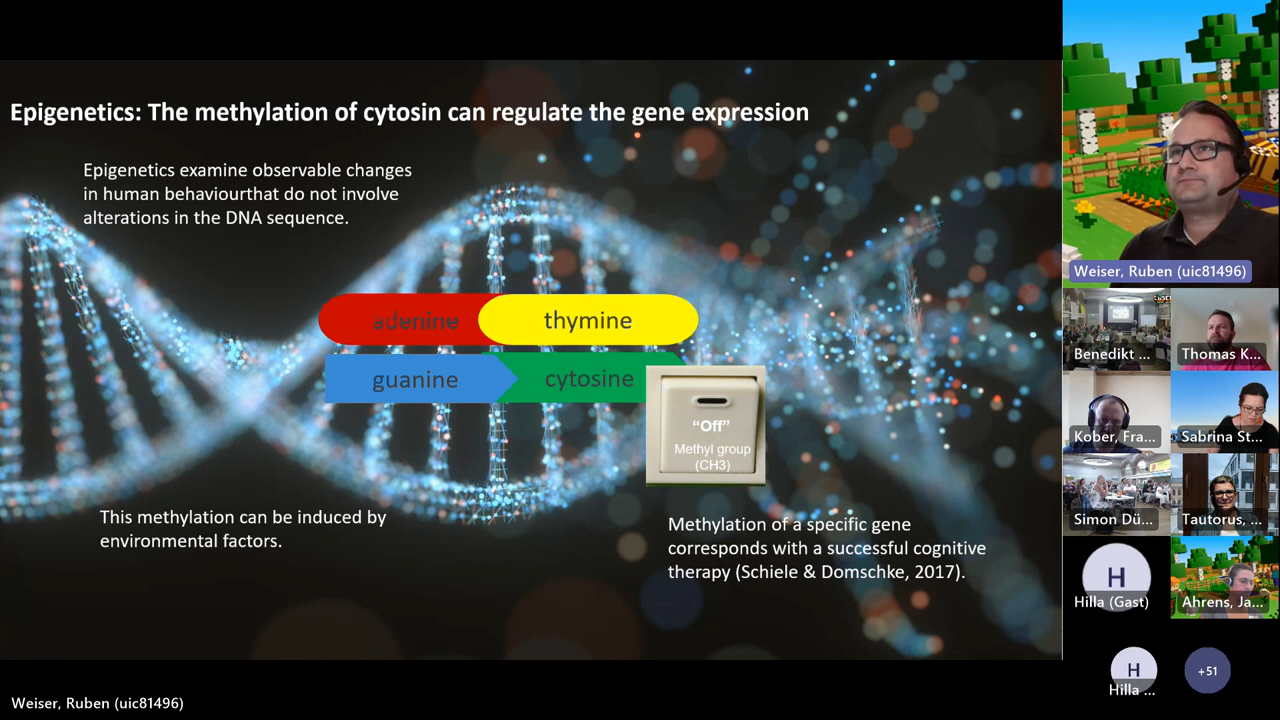 Epigenetics: The methylation of cytosin can regulate the gene expression
Epigenetics examine observable changes
in human behaviourthat do not involve
alterations in the DNA sequence.
adenine
thymine
guanine
cytosine
“Off”
Methyl group
(CH3)
This methylation can be induced by
environmental factors.
Methylation of a specific gene
corresponds with a successful cognitive
therapy (Schiele & Domschke, 2017).
Weiser, Ruben (uic81496)
Benedikt ...
Thomas K...
Kober, Fra...
Sabrina St...
Simon Dü...
Tautorus, ...
H
Hilla (Gast)
Ahrens, Ja...
H
Hilla ...
+51
Weiser, Ruben (uic81496)